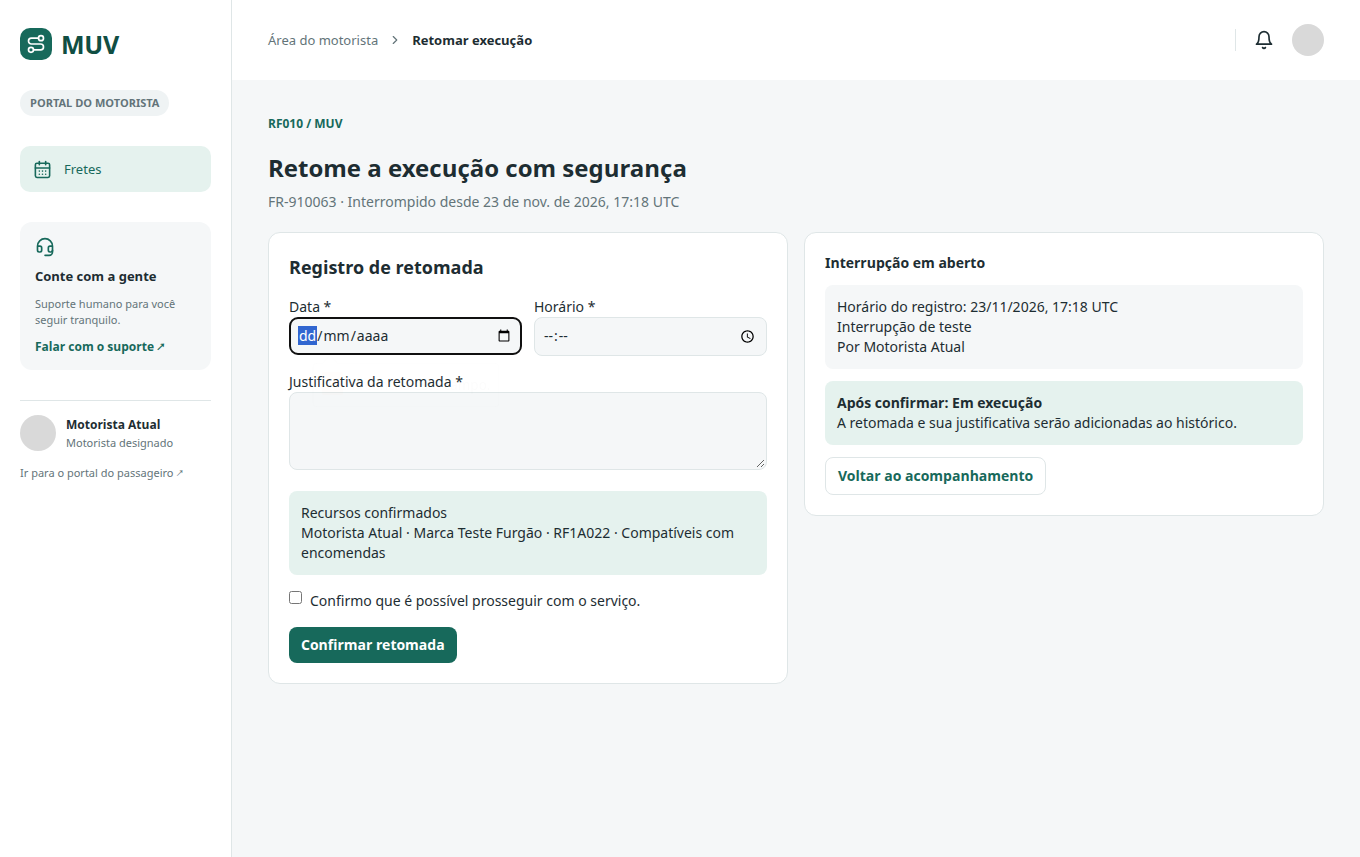 MUV
PORTAL DO MOTORISTA
Fretes
Conte com a gente
Suporte humano para você
seguir tranquilo.
Falar com o suporte ↗
Motorista Atual
Motorista designado
Ir para o portal do passageiro ↗
Área do motorista > Retomar execução
RF010 / MUV
Retome a execução com segurança
FR-910063 · Interrompido desde 23 de nov. de 2026, 17:18 UTC
Registro de retomada
Data *
Horário *
dd/mm/aaaa
--:--
Justificativa da retomada *
Recursos confirmados
Motorista Atual · Marca Teste Furgão · RF1A022 · Compatíveis com
encomendas
Confirmo que é possível prosseguir com o serviço.
Confirmar retomada
Interrupção em aberto
Horário do registro: 23/11/2026, 17:18 UTC
Interrupção de teste
Por Motorista Atual
Após confirmar: Em execução
A retomada e sua justificativa serão adicionadas ao histórico.
Voltar ao acompanhamento